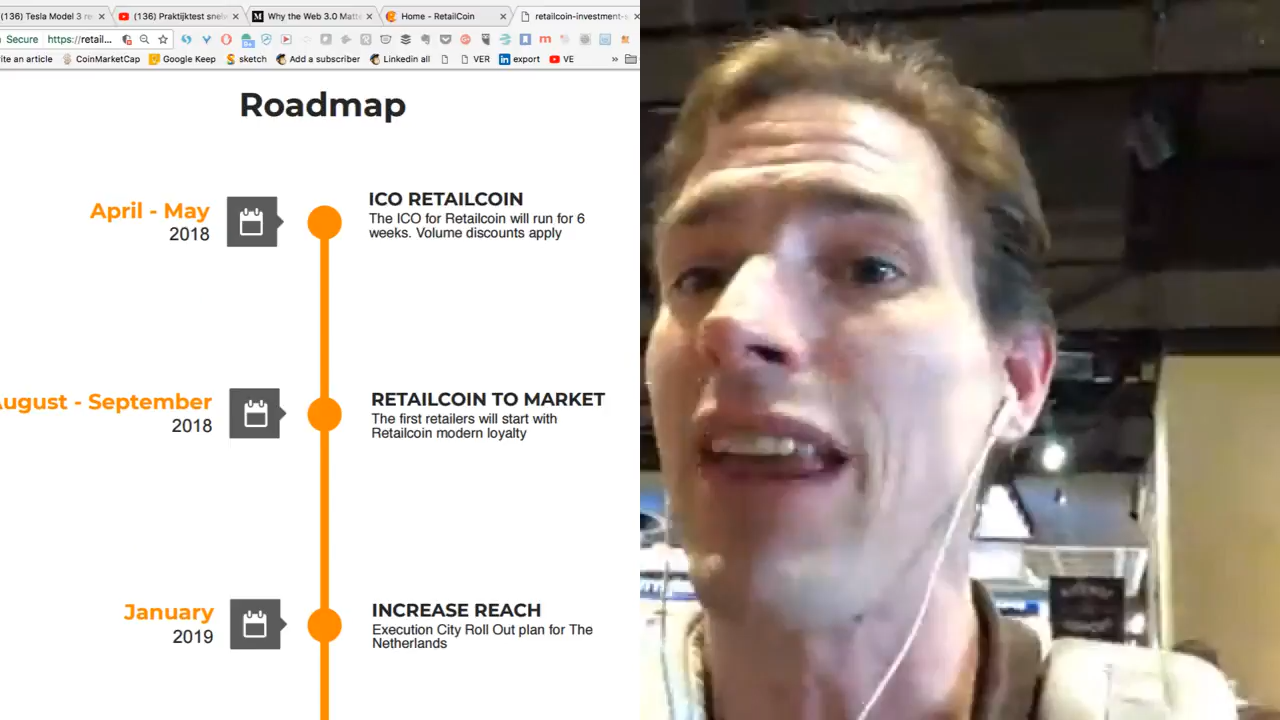 (136) Tesla Model 3 r
(136) Praktijktest snel
Why the Web 3.0 Matt
Home - RetailCoin
retailcoin-investment-s
Secure
https://retail...
ite an article
CoinMarketCap
Google Keep
sketch
Add a subscriber
Linkedin all
VER
export
VE
»
Roadmap
April - May
2018
ICO RETAILCOIN
The ICO for Retailcoin will run for 6
weeks. Volume discounts apply
August - September
2018
RETAILCOIN TO MARKET
The first retailers will start with
Retailcoin modern loyalty
January
2019
INCREASE REACH
Execution City Roll Out plan for The
Netherlands